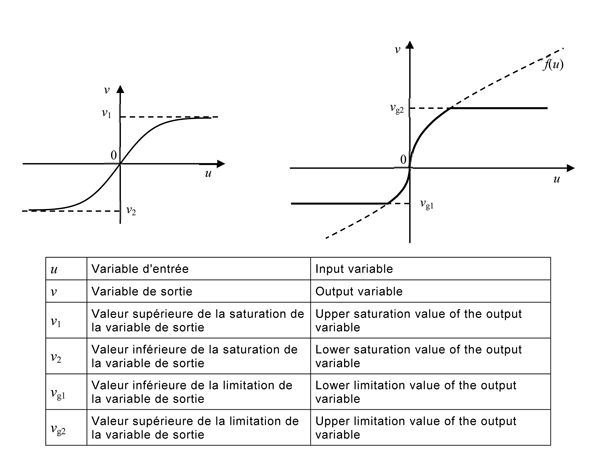 v
v1
0
u
v2
v
f(u)
vg2
0
u
vg1
u Variable d'entrée Input variable
v Variable de sortie Output variable
v1 Valeur supérieure de la saturation de Upper saturation value of the output
la variable de sortie variable
v2 Valeur inférieure de la saturation de Lower saturation value of the output
la variable de sortie variable
vg1 Valeur inférieure de la limitation de Lower limitation value of the output
la variable de sortie variable
vg2 Valeur supérieure de la limitation de Upper limitation value of the output
la variable de sortie variable